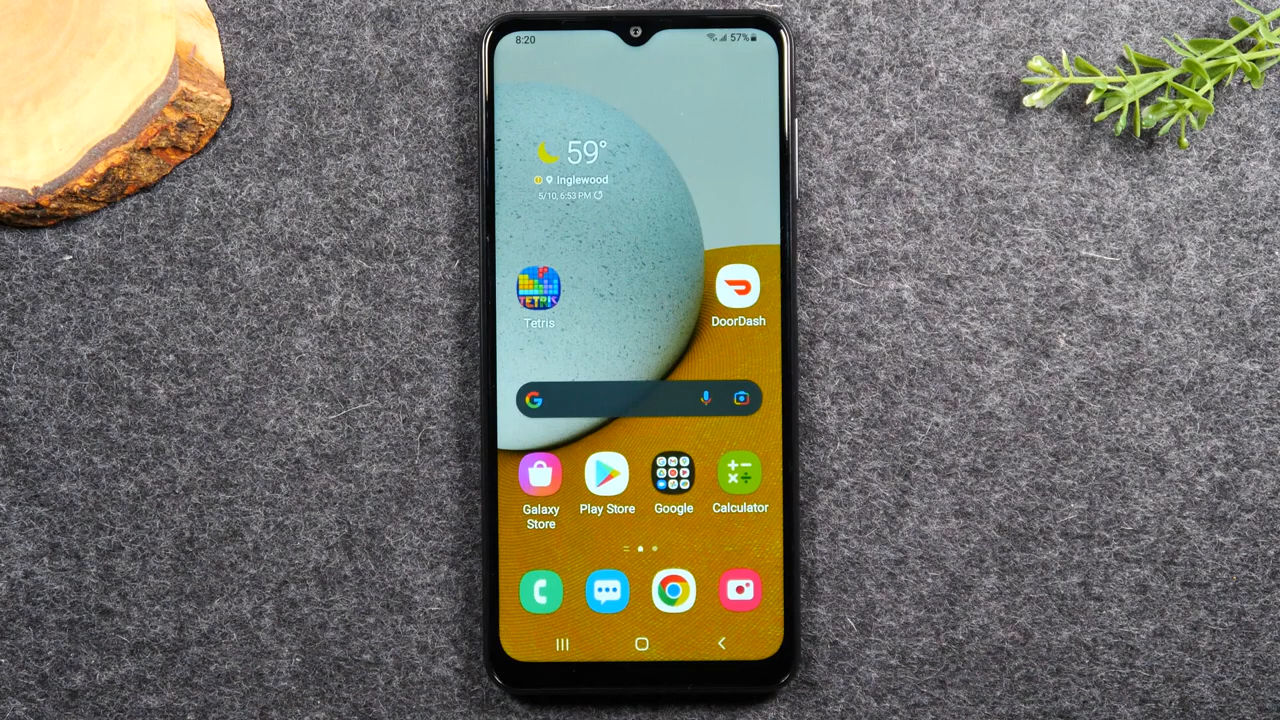 8:20
57%
59°
Inglewood
5/10, 6:53 PM
TETRIS
Tetris
DoorDash
Galaxy Store
Play Store
Google
Calculator